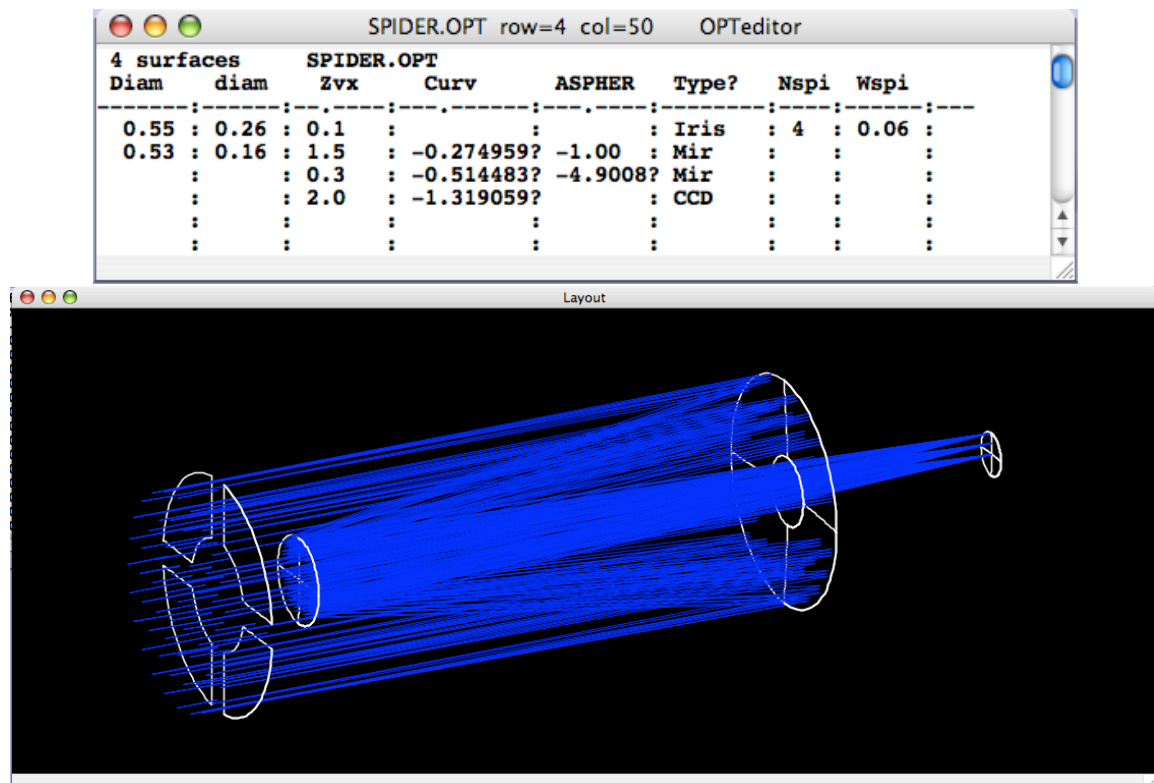 SPIDER.OPT row=4 col=50 OPTeditor
4 surfaces SPIDER.OPT
Diam diam Zvx Curv ASPHER Type? Nspi Wspi
-------:------:--.----:---.------:---.----:--------:----:------:---
0.55 : 0.26 : 0.1 : : : Iris : 4 : 0.06 :
0.53 : 0.16 : 1.5 : -0.274959? -1.00 : Mir : : :
: : 0.3 : -0.514483? -4.9008? Mir : : :
: : 2.0 : -1.319059? : CCD : : :
: : : : : : : :
: : : : : : : :
Layout